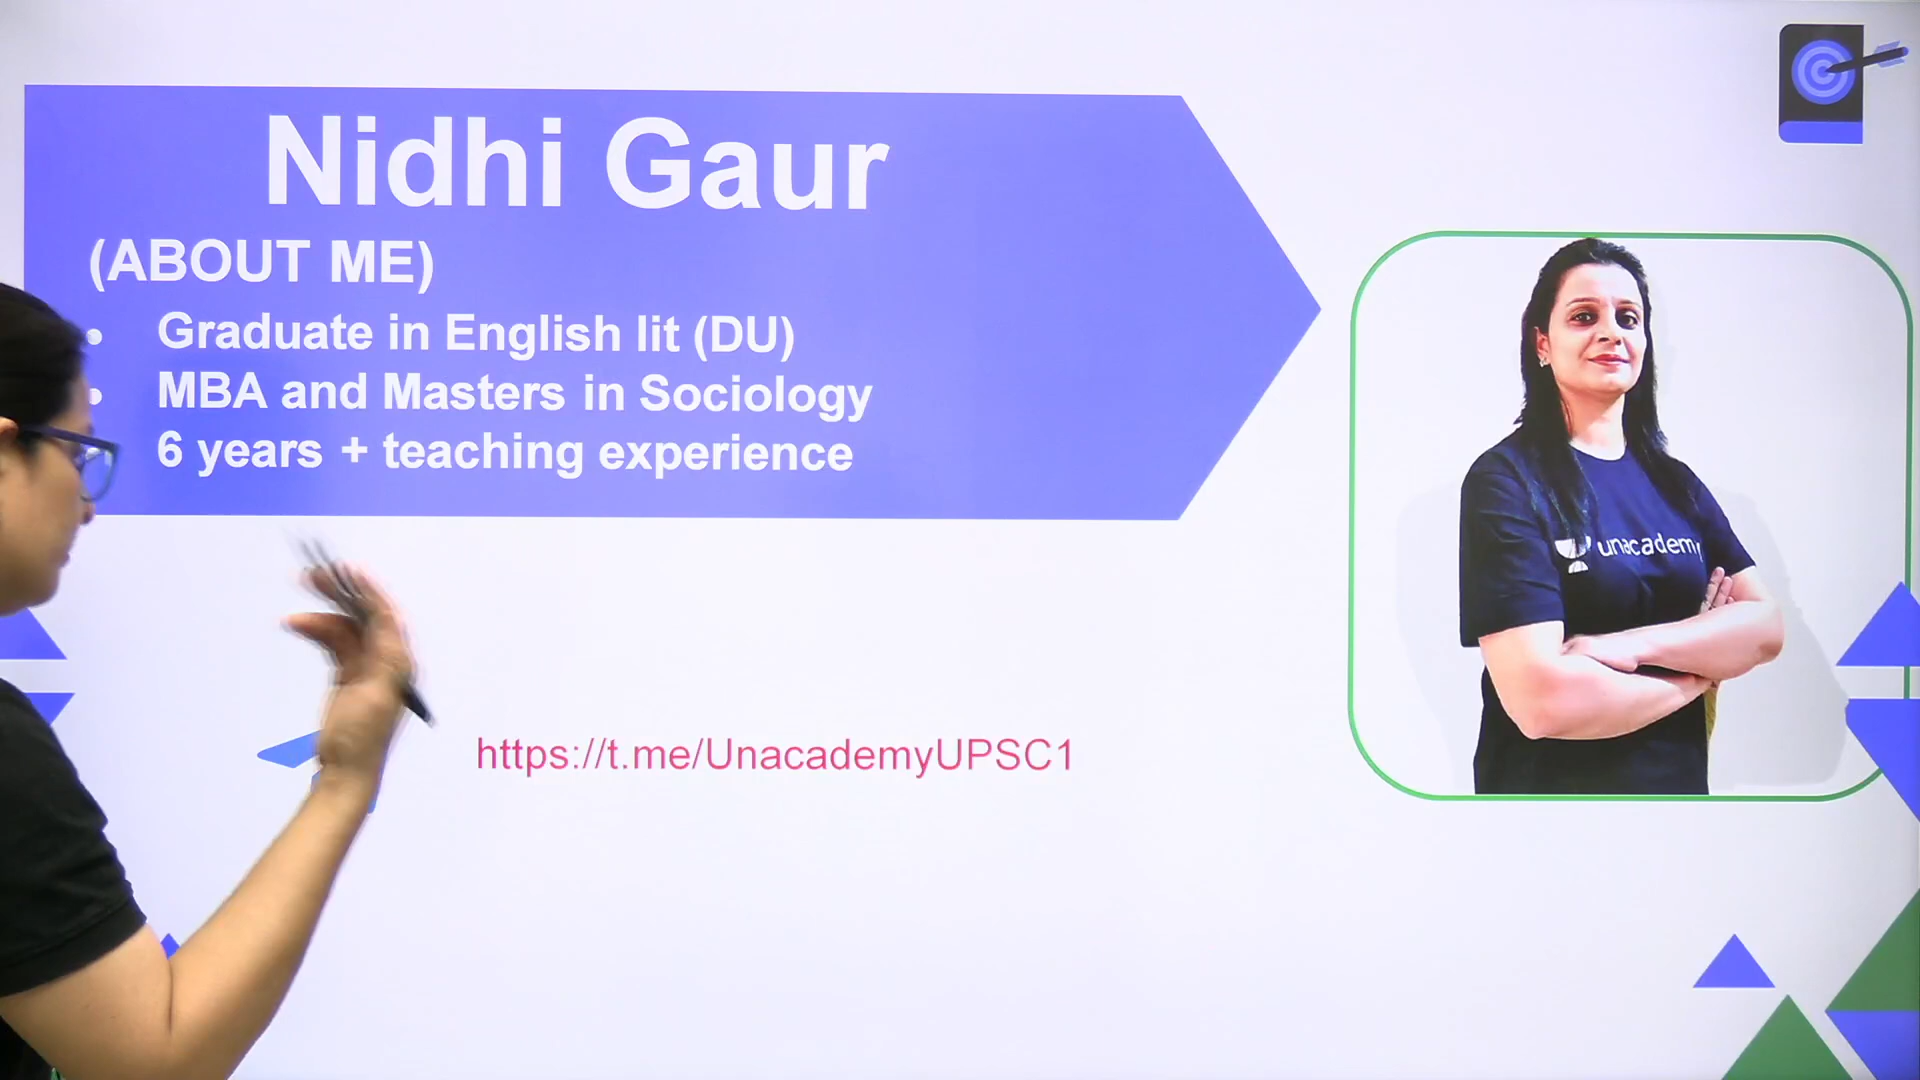 Nidhi Gaur
(ABOUT ME)
• Graduate in English lit (DU)
• MBA and Masters in Sociology
6 years + teaching experience
unacademy
https://t.me/UnacademyUPSC1